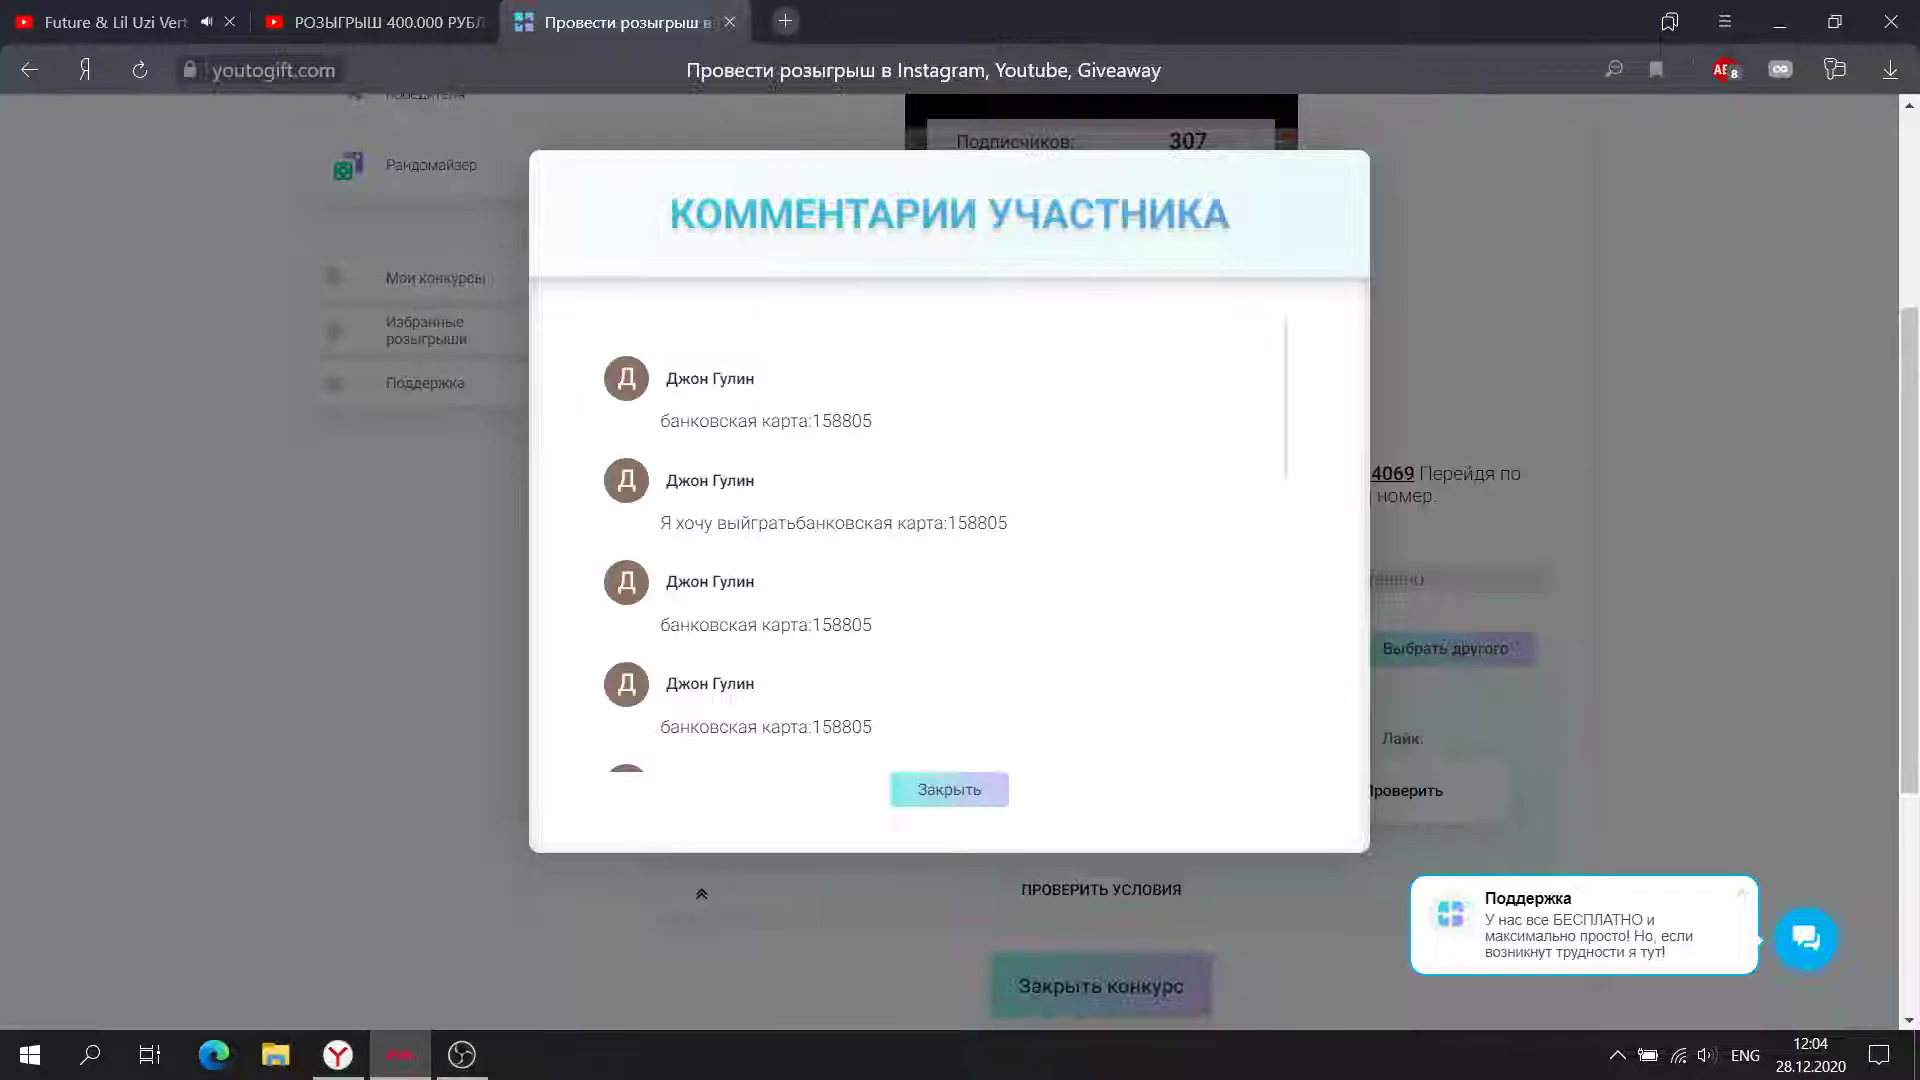 Future & Lil Uzi Vert
РОЗЫГРЫШ 400.000 РУБЛ
Провести розыгрыш в
youtogift.com
Провести розыгрыш в Instagram, Youtube, Giveaway
8
победителя
Подписчиков:
307
Рандомайзер
КОММЕНТАРИИ УЧАСТНИКА
Мои конкурсы
Избранные
розыгрыши
Поддержка
Д
Джон Гулин
банковская карта:158805
Д
Джон Гулин
Я хочу выйгратьбанковская карта:158805
Д
Джон Гулин
банковская карта:158805
Д
Джон Гулин
банковская карта:158805
Закрыть
4069 Перейдя по
номер.
Выбрать другого
Лайк:
Проверить
ПРОВЕРИТЬ УСЛОВИЯ
Закрыть конкурс
Поддержка
У нас все БЕСПЛАТНО и
максимально просто! Но, если
возникнут трудности я тут!
ENG
12:04
28.12.2020